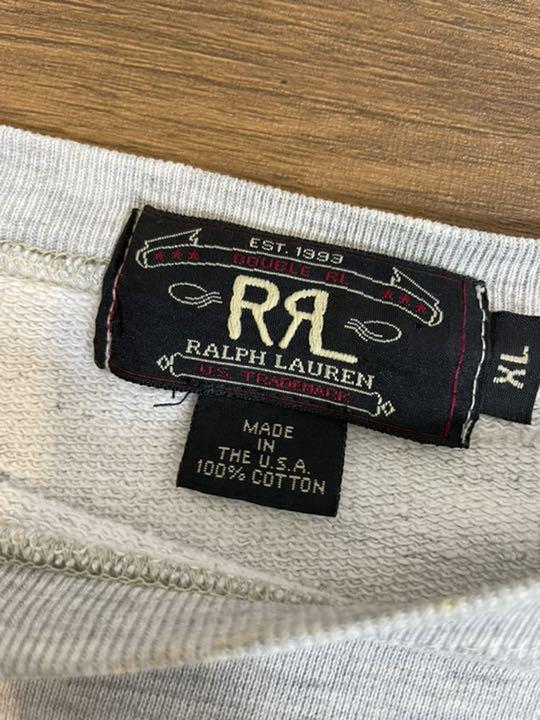 EST. 1993
DOUBLE RL
RRL
RALPH LAUREN
U.S. TRADEMARK
XL
MADE
IN
THE U.S.A.
100% COTTON